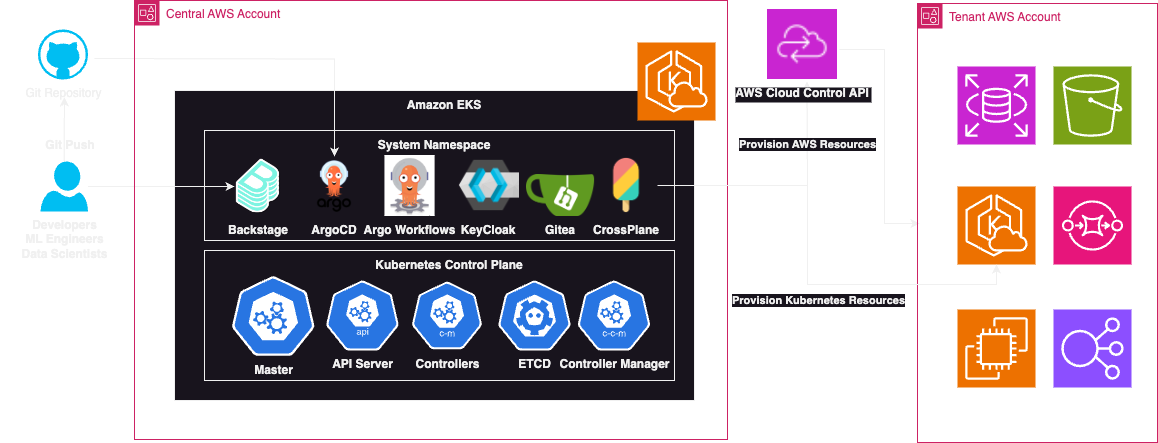 Central AWS Account
Tenant AWS Account
Git Repository
Amazon EKS
AWS Cloud Control API
Git Push
System Namespace
Provision AWS Resources
argo
Backstage
ArgoCD
Argo Workflows
KeyCloak
Gitea
CrossPlane
Developers
ML Engineers
Data Scientists
Kubernetes Control Plane
Provision Kubernetes Resources
api
c-m
c-c-m
Master
API Server
Controllers
ETCD
Controller Manager